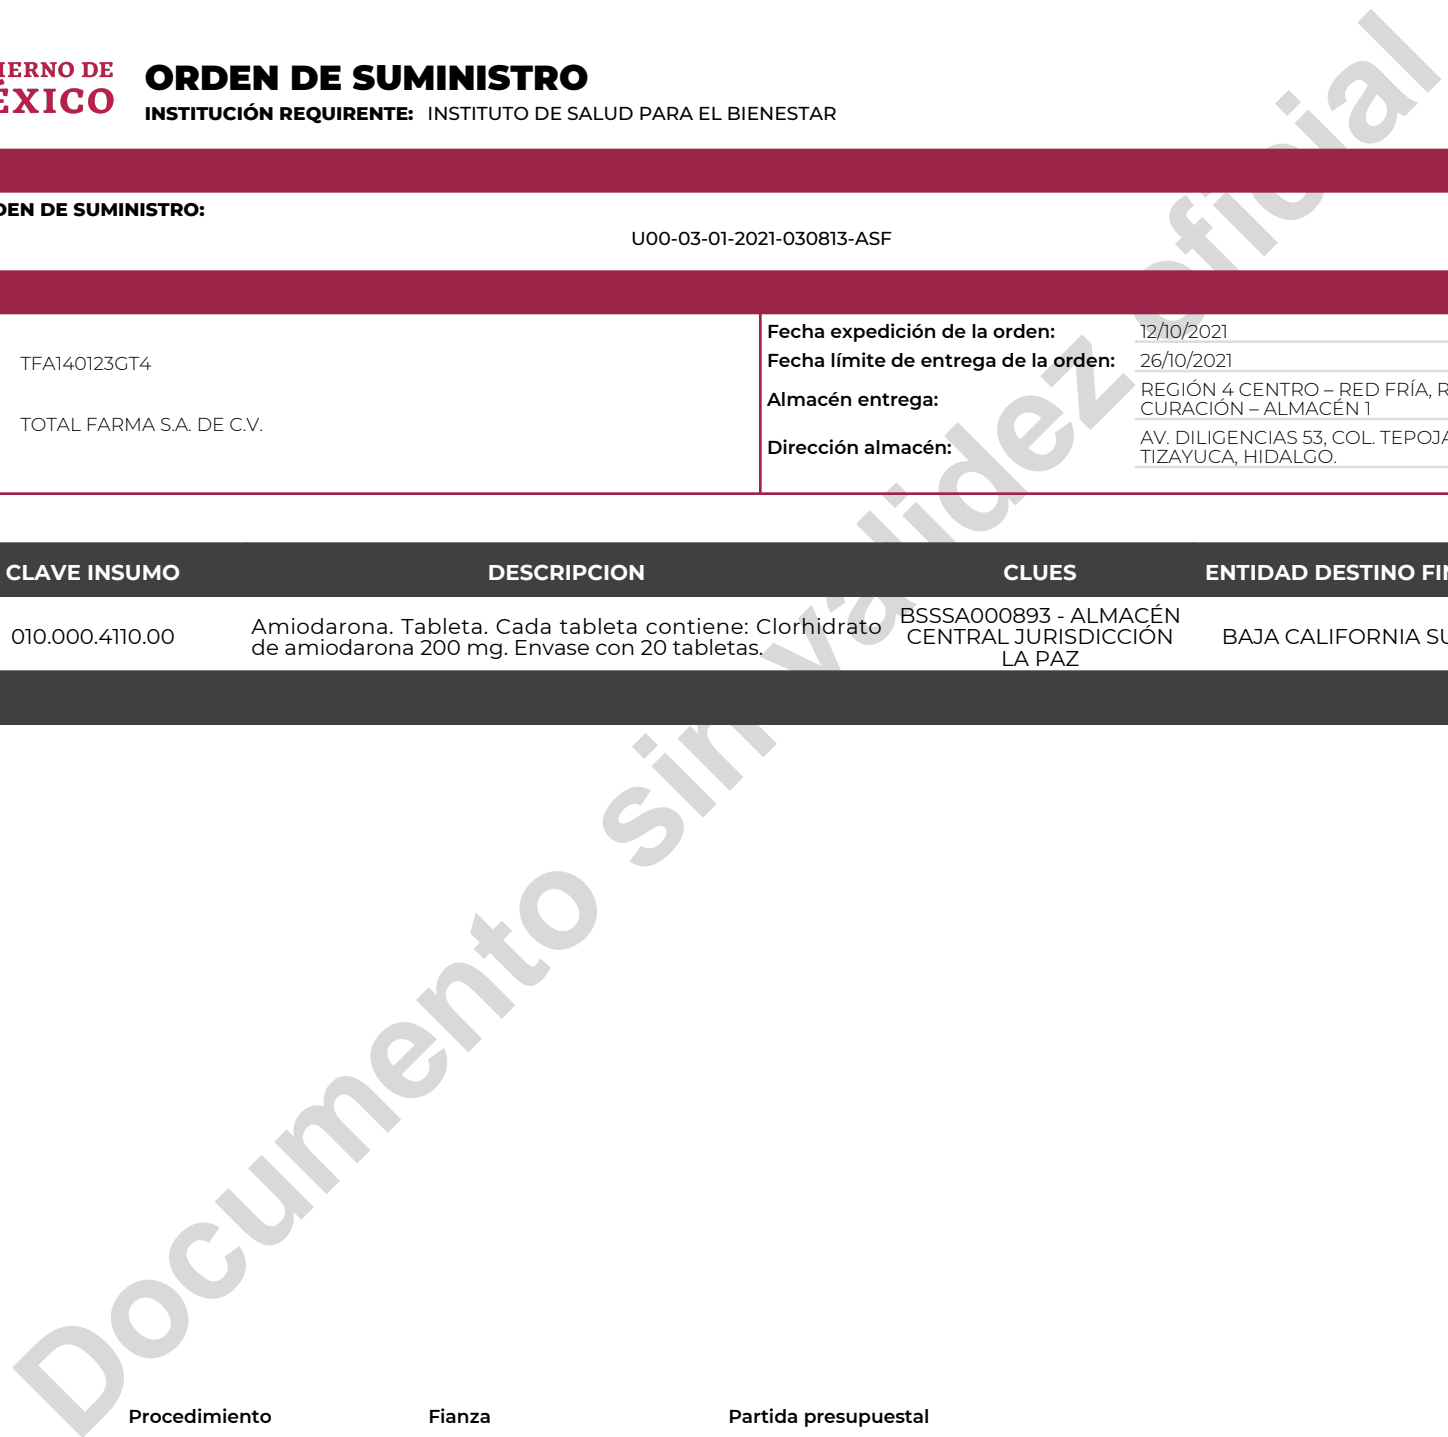 IERNO DE
ÉXICO
ORDEN DE SUMINISTRO
INSTITUCIÓN REQUIRENTE: INSTITUTO DE SALUD PARA EL BIENESTAR
DEN DE SUMINISTRO:
U00-03-01-2021-030813-ASF
TFA140123GT4
TOTAL FARMA S.A. DE C.V.
Fecha expedición de la orden: 12/10/2021
Fecha límite de entrega de la orden: 26/10/2021
Almacén entrega: REGIÓN 4 CENTRO – RED FRÍA, R
CURACIÓN – ALMACÉN 1
Dirección almacén: AV. DILIGENCIAS 53, COL. TEPOJA
TIZAYUCA, HIDALGO.
CLAVE INSUMO DESCRIPCION CLUES ENTIDAD DESTINO FIN
010.000.4110.00
Amiodarona. Tableta. Cada tableta contiene: Clorhidrato
de amiodarona 200 mg. Envase con 20 tabletas.
BSSSA000893 - ALMACÉN
CENTRAL JURISDICCIÓN
LA PAZ
BAJA CALIFORNIA SU
Documento sin validez oficial
Procedimiento Fianza Partida presupuestal